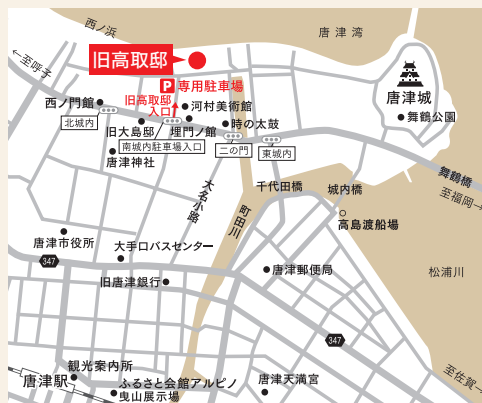 西ノ浜
唐津湾
←至呼子
旧高取邸
P 専用駐車場
旧高取邸
入口
西ノ門館
河村美術館
唐津城
舞鶴公園
北城内
旧大島邸
埋門ノ館
時の太鼓
南城内駐車場入口
二の門
東城内
唐津神社
舞鶴橋
至福岡→
大名小路
千代田橋
城内橋
町田川
高島渡船場
唐津市役所
大手口バスセンター
347
旧唐津銀行
唐津郵便局
松浦川
347
観光案内所
唐津駅
ふるさと会館アルピノ
曳山展示場
唐津天満宮
至佐賀→